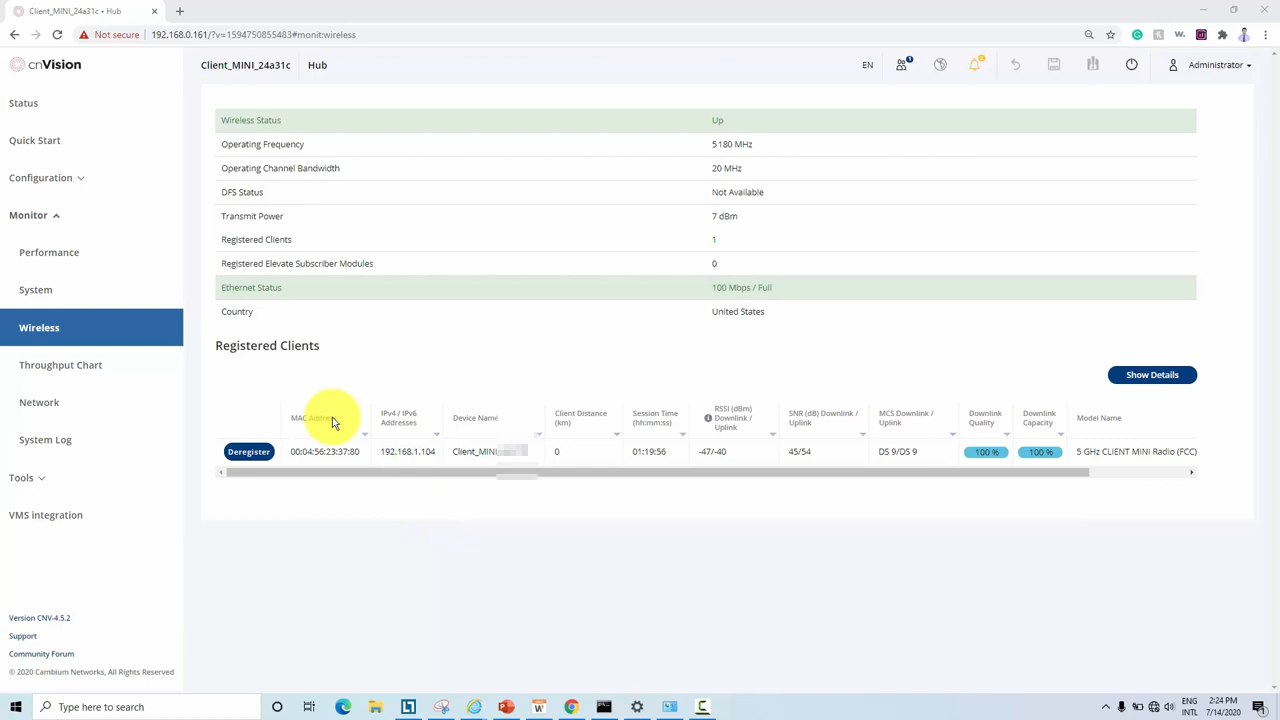 Client_MINI_24a31c • Hub
Not secure 192.168.0.161/?v=1594750855483#monit:wireless
cnVision
Client_MINI_24a31c Hub
EN
1
2
Administrator
Status
Quick Start
Configuration
Monitor
Performance
System
Wireless
Throughput Chart
Network
System Log
Tools
VMS integration
Wireless Status Up
Operating Frequency 5180 MHz
Operating Channel Bandwidth 20 MHz
DFS Status Not Available
Transmit Power 7 dBm
Registered Clients 1
Registered Elevate Subscriber Modules 0
Ethernet Status 100 Mbps / Full
Country United States
Registered Clients
Show Details
MAC Address
IPv4 / IPv6
Addresses
Device Name
Client Distance
(km)
Session Time
(hh:mm:ss)
RSSI (dBm)
Downlink /
Uplink
SNR (dB) Downlink /
Uplink
MCS Downlink /
Uplink
Downlink
Quality
Downlink
Capacity
Model Name
Deregister 00:04:56:23:37:80 192.168.1.104 Client_MINI 0 01:19:56 -47/-40 45/54 DS 9/DS 9 100 % 100 % 5 GHz CLIENT MINI Radio (FCC)
Version CNV-4.5.2
Support
Community Forum
© 2020 Cambium Networks, All Rights Reserved
Type here to search
ENG
INTL
2:24 PM
7/14/2020